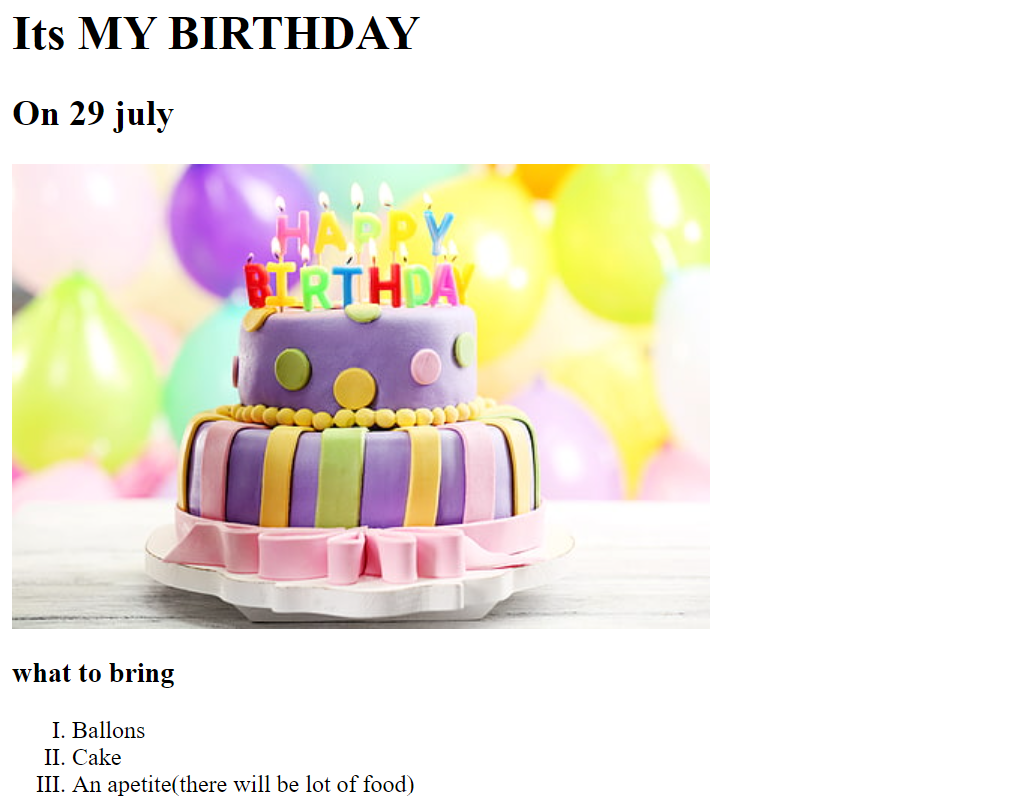 Its MY BIRTHDAY
On 29 july
HAPPY
BIRTHDAY
what to bring
I. Ballons
II. Cake
III. An apetite(there will be lot of food)